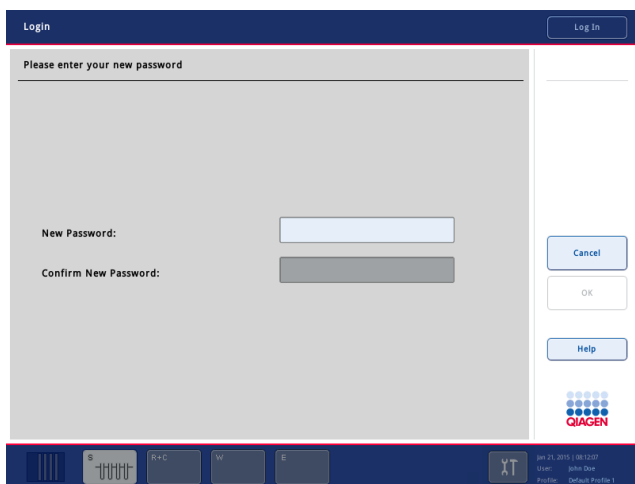 Login
Log In
Please enter your new password
New Password:
Confirm New Password:
Cancel
OK
Help
QIAGEN
S
R+C
W
E
Jan 21, 2015 | 08:12:07
User: John Doe
Profile: Default Profile 1